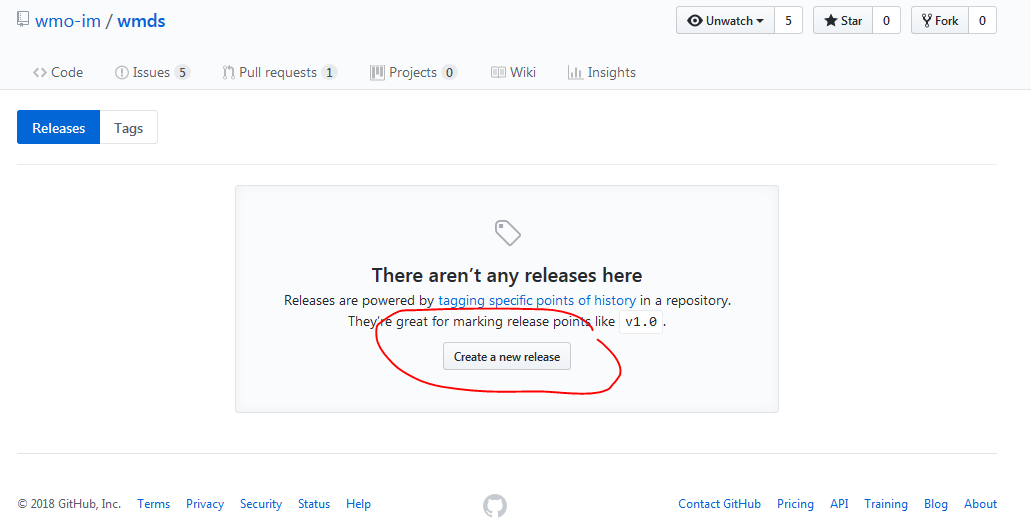 wmo-im / wmds
Unwatch 5 Star 0 Fork 0
Code Issues 5 Pull requests 1 Projects 0 Wiki Insights
Releases Tags
There aren’t any releases here
Releases are powered by tagging specific points of history in a repository.
They're great for marking release points like v1.0.
Create a new release
© 2018 GitHub, Inc. Terms Privacy Security Status Help Contact GitHub Pricing API Training Blog About